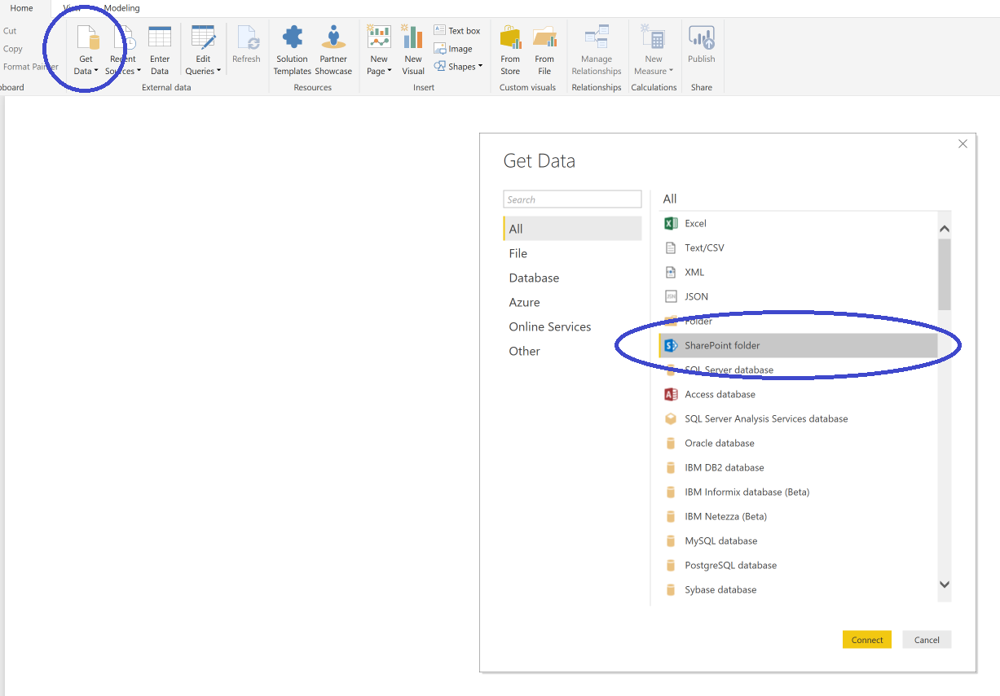 Home View Modeling
Cut
Copy
Format Painter
board
Get Data
Recent Sources
Enter Data
External data
Edit Queries
Refresh
Solution Templates
Partner Showcase
Resources
New Page
New Visual
Text box
Image
Shapes
Insert
From Store
From File
Custom visuals
Manage Relationships
Relationships
New Measure
Calculations
Publish
Share
Get Data
Search
All
File
Database
Azure
Online Services
Other
All
Excel
Text/CSV
XML
JSON
Folder
SharePoint folder
SQL Server database
Access database
SQL Server Analysis Services database
Oracle database
IBM DB2 database
IBM Informix database (Beta)
IBM Netezza (Beta)
MySQL database
PostgreSQL database
Sybase database
Connect
Cancel